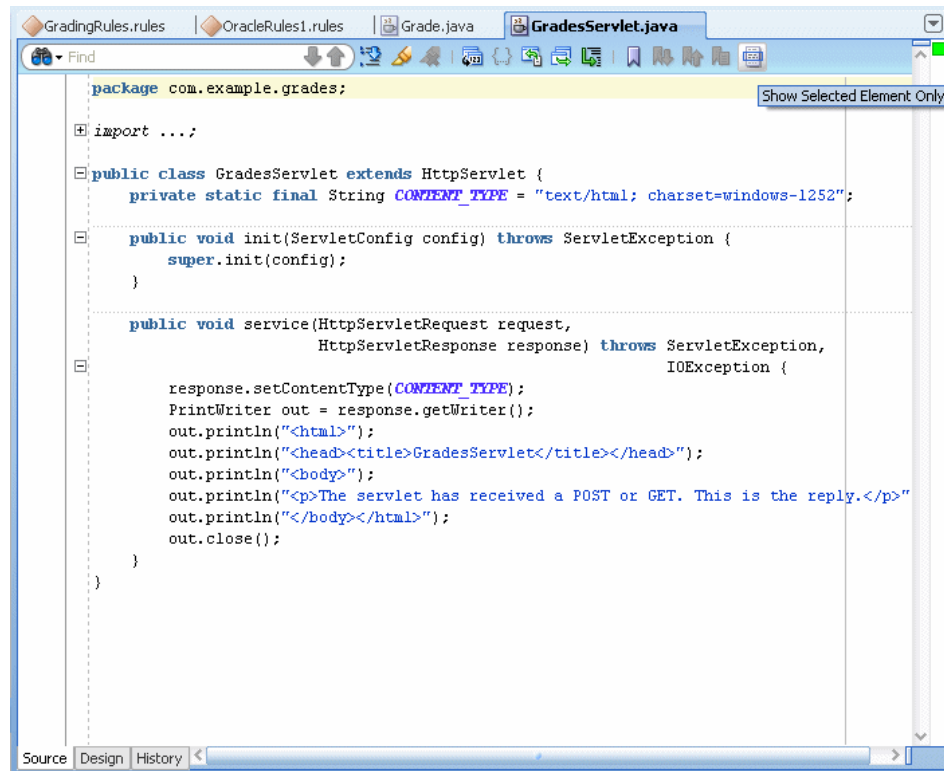 GradingRules.rules OracleRules1.rules Grade.java GradesServlet.java
Find
Show Selected Element Only
package com.example.grades;
import ...;
public class GradesServlet extends HttpServlet {
private static final String CONTENT_TYPE = "text/html; charset=windows-1252";
public void init(ServletConfig config) throws ServletException {
super.init(config);
}
public void service(HttpServletRequest request,
HttpServletResponse response) throws ServletException,
IOException {
response.setContentType(CONTENT_TYPE);
PrintWriter out = response.getWriter();
out.println("<html>");
out.println("<head><title>GradesServlet</title></head>");
out.println("<body>");
out.println("<p>The servlet has received a POST or GET. This is the reply.</p>"
out.println("</body></html>");
out.close();
}
}
Source Design History